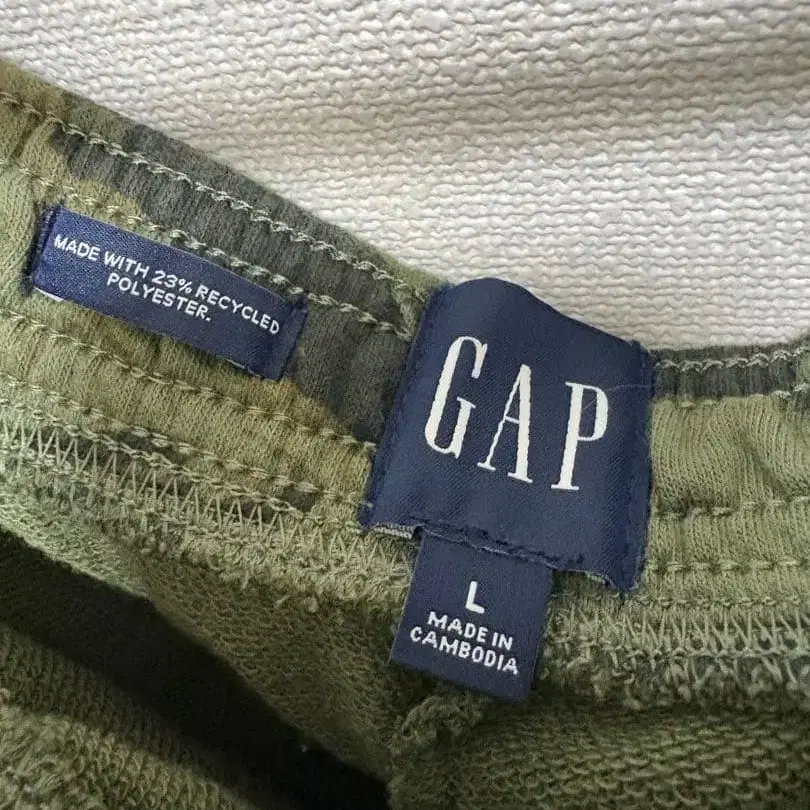 MADE WITH 23% RECYCLED
POLYESTER.
GAP
L
MADE IN
CAMBODIA